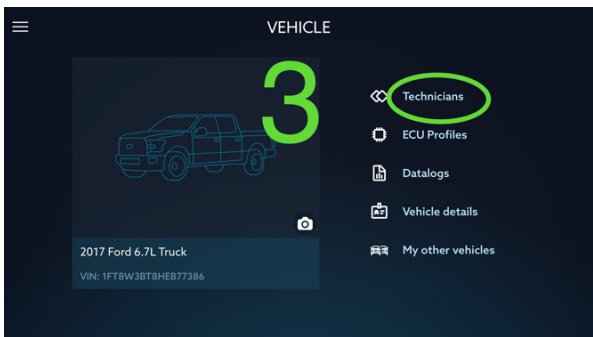 VEHICLE
3
Technicians
ECU Profiles
Datalogs
Vehicle details
My other vehicles
2017 Ford 6.7L Truck
VIN: 1FT8W3BT8HEB77386